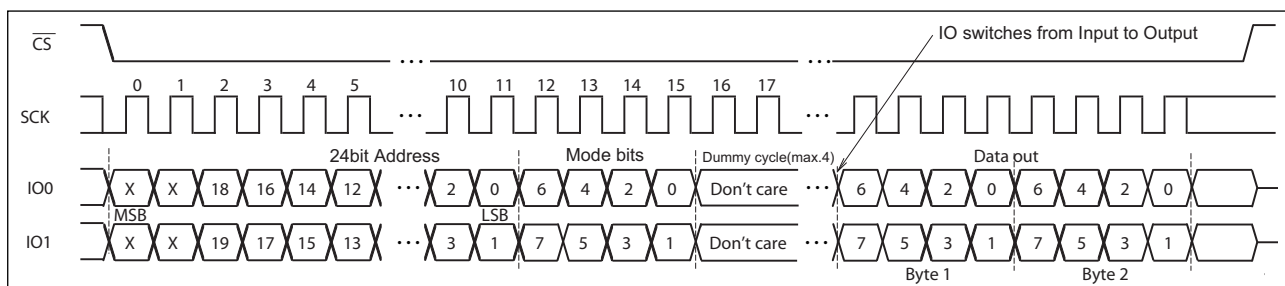 IO switches from Input to Output
CS
...
...
0 1 2 3 4 5 10 11 12 13 14 15 16 17
SCK
...
...
24bit Address Mode bits Dummy cycle(max.4) Data put
IO0 X X 18 16 14 12 ... 2 0 6 4 2 0 Don't care ... 6 4 2 0 6 4 2 0
MSB LSB
IO1 X X 19 17 15 13 ... 3 1 7 5 3 1 Don't care ... 7 5 3 1 7 5 3 1
Byte 1 Byte 2